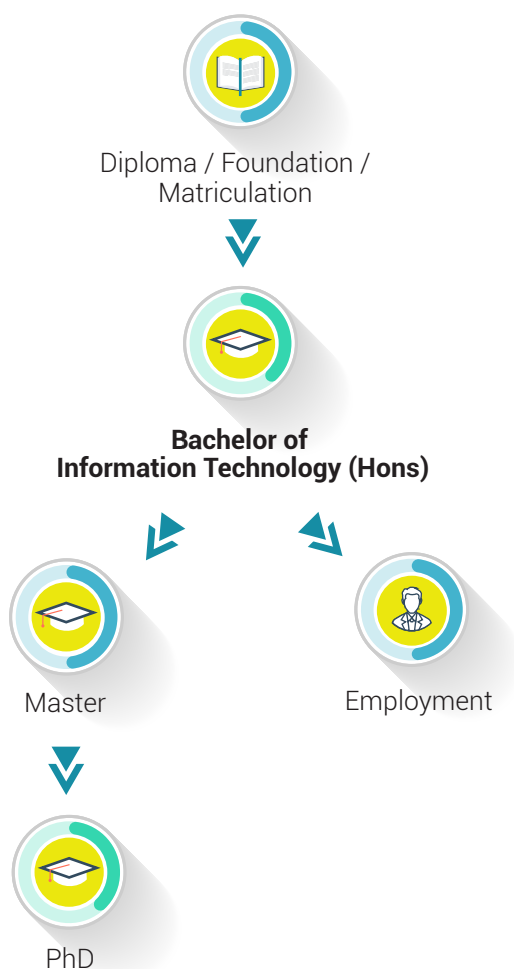 Diploma / Foundation /
Matriculation
Bachelor of
Information Technology (Hons)
Master
Employment
PhD